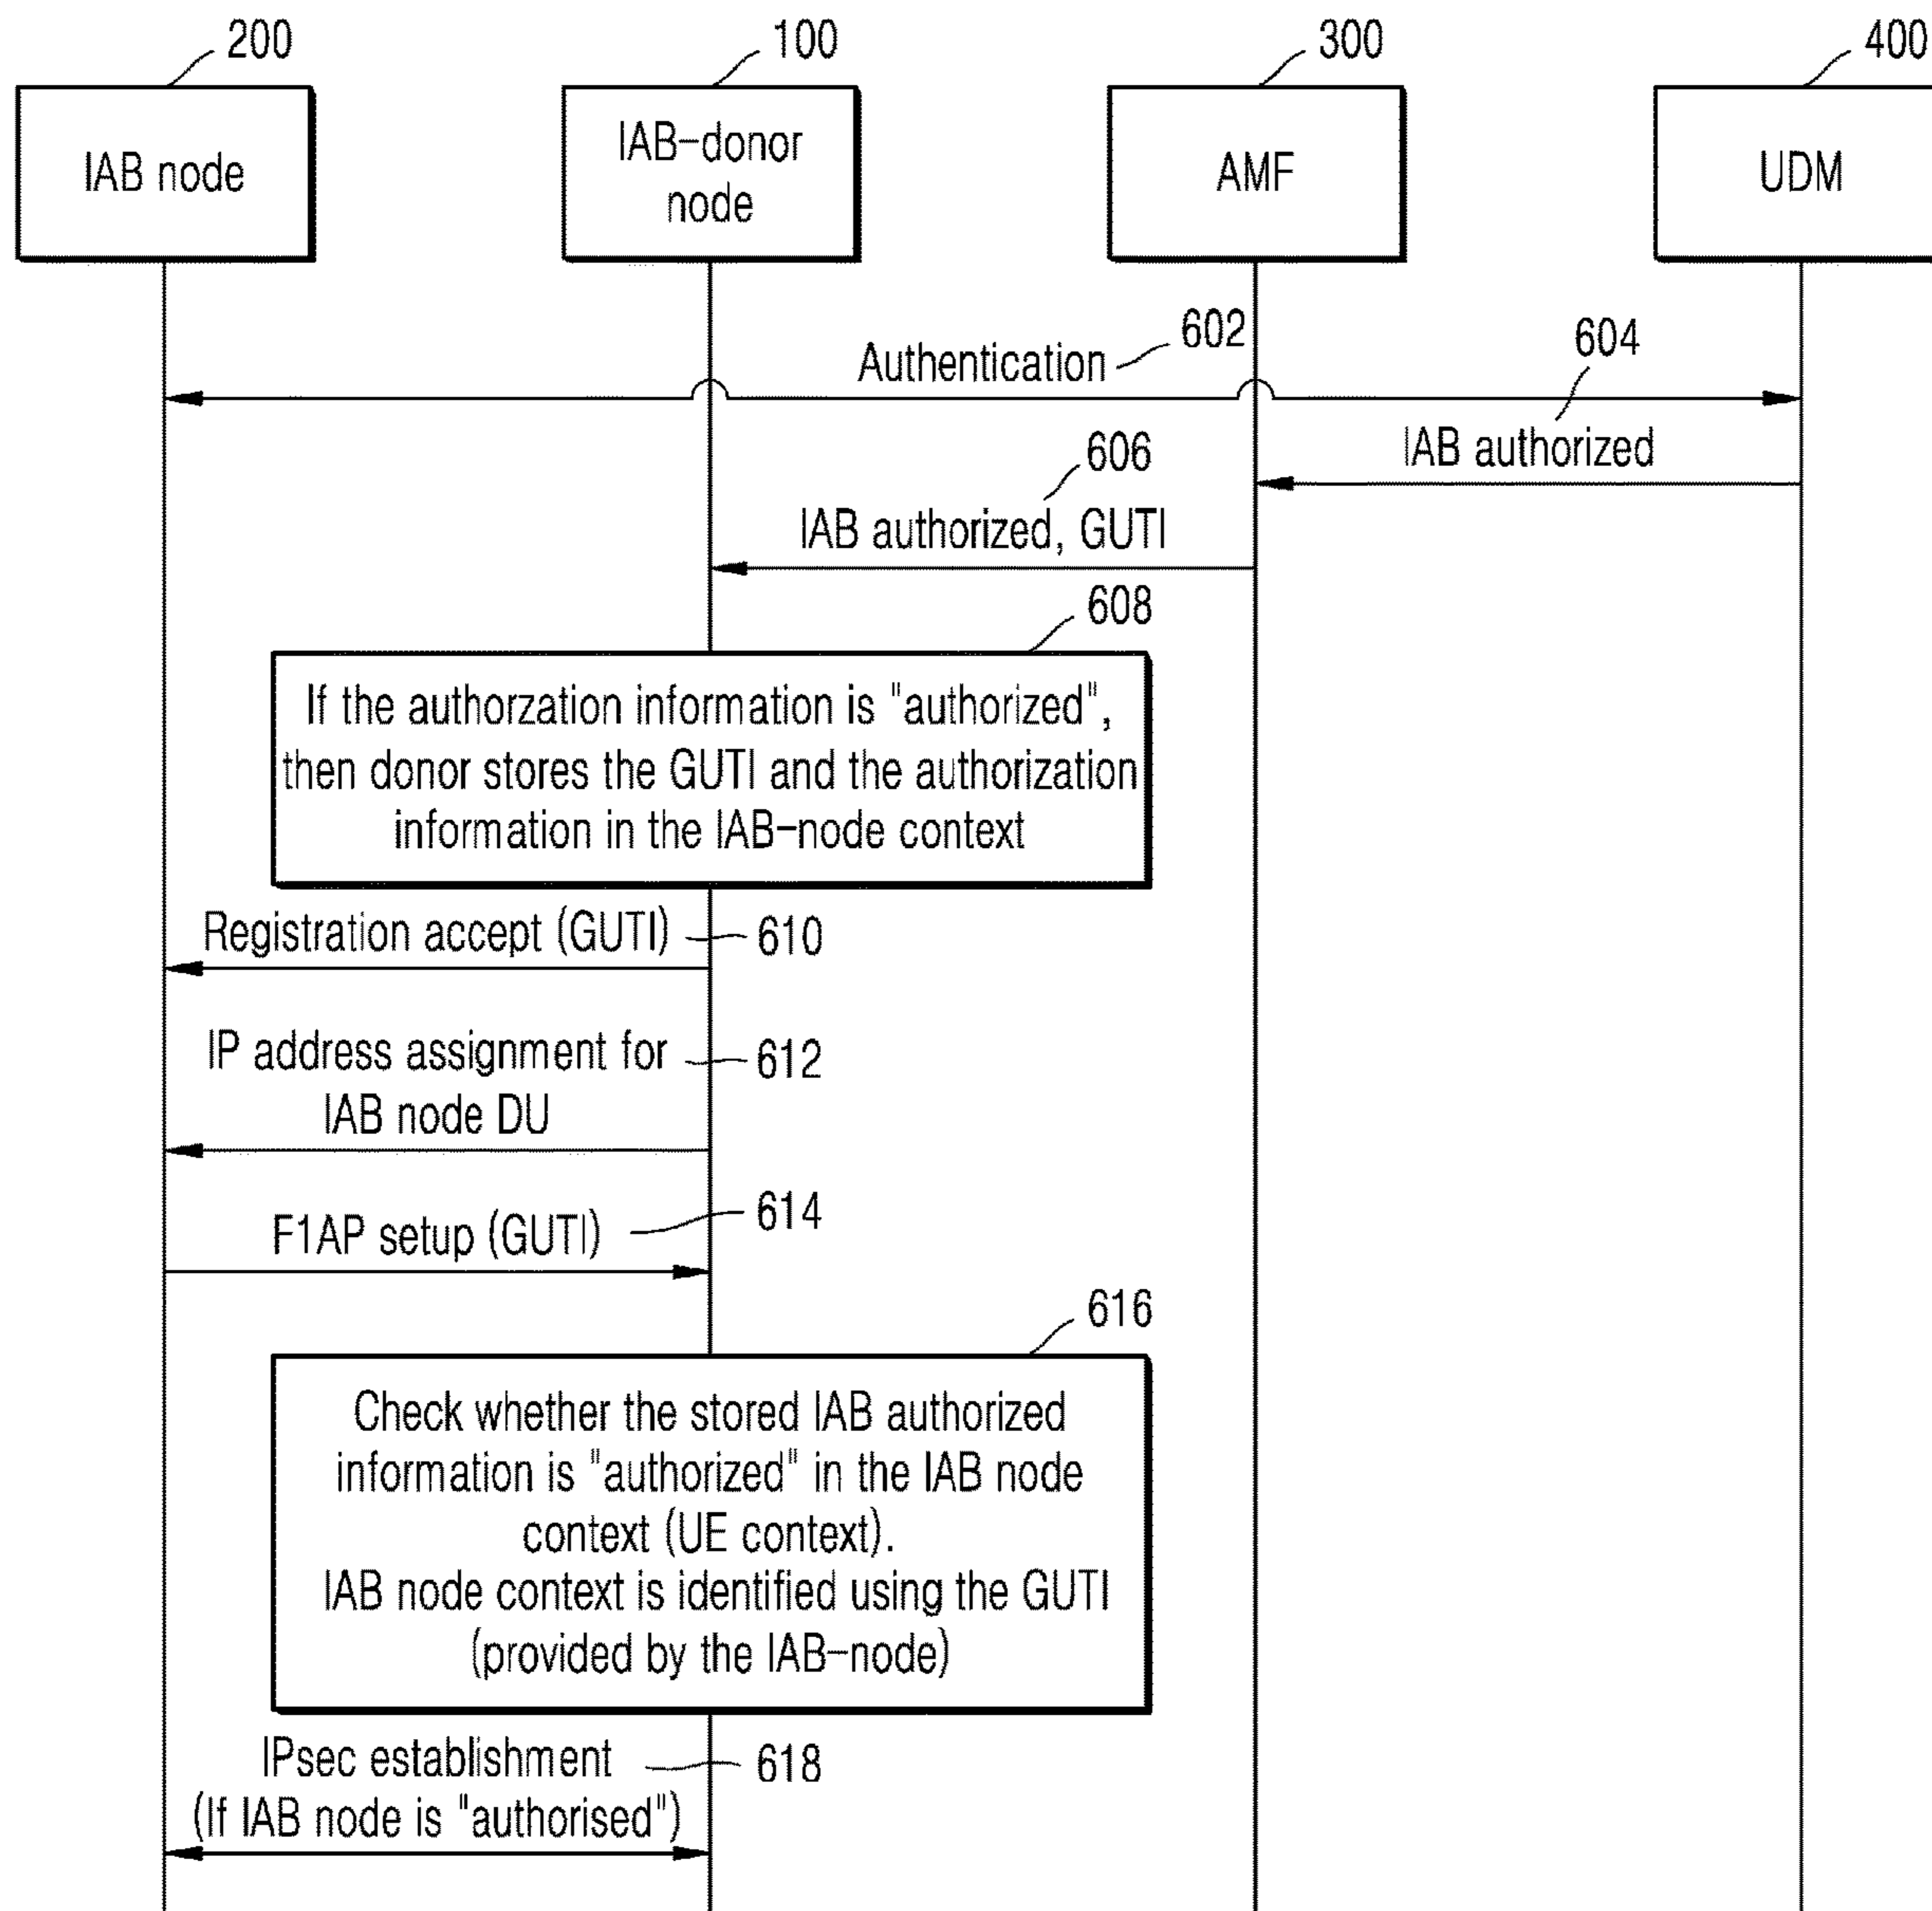 200
100
300
400
IAB node
IAB-donor
node
AMF
UDM
Authentication
602
604
IAB authorized
606
IAB authorized, GUTI
608
If the authorzation information is "authorized",
then donor stores the GUTI and the authorization
information in the IAB-node context
Registration accept (GUTI)
610
IP address assignment for
IAB node DU
612
F1AP setup (GUTI)
614
616
Check whether the stored IAB authorized
information is "authorized" in the IAB node
context (UE context).
IAB node context is identified using the GUTI
(provided by the IAB-node)
IPsec establishment
(If IAB node is "authorised")
618